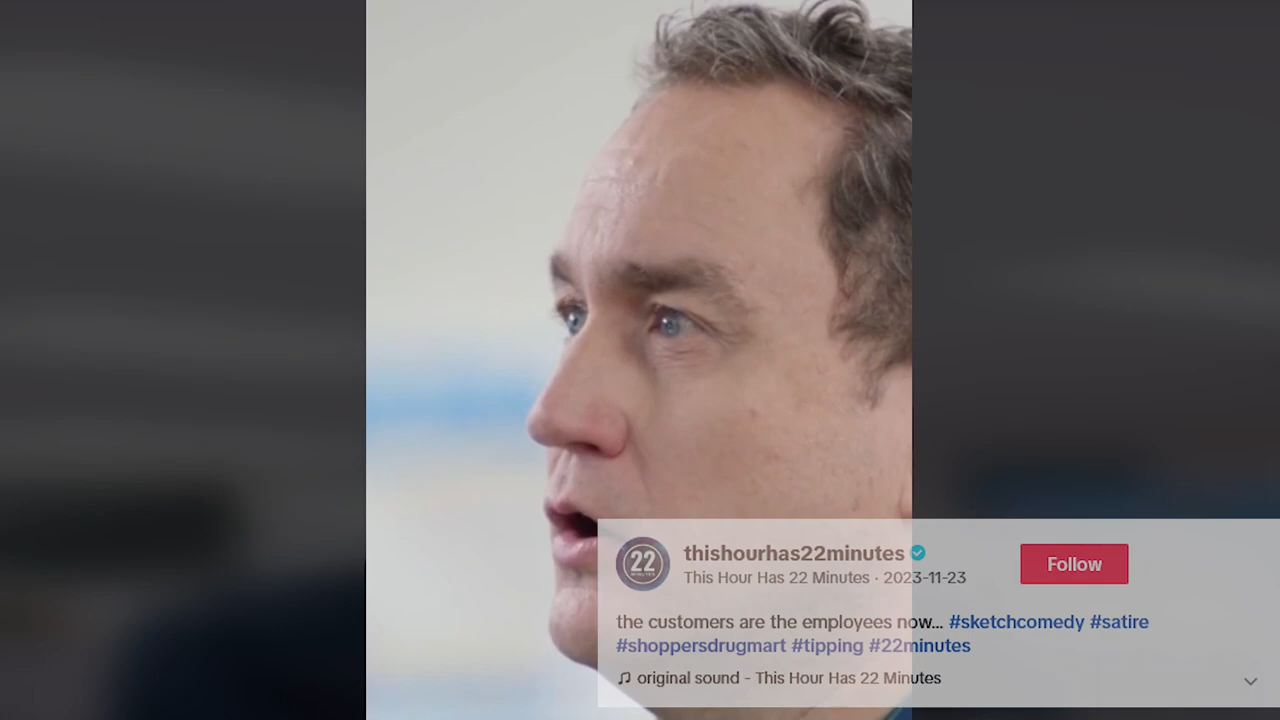 22
thishourhas22minutes
This Hour Has 22 Minutes · 2023-11-23
Follow
the customers are the employees now... #sketchcomedy #satire
#shoppersdrugmart #tipping #22minutes
original sound - This Hour Has 22 Minutes